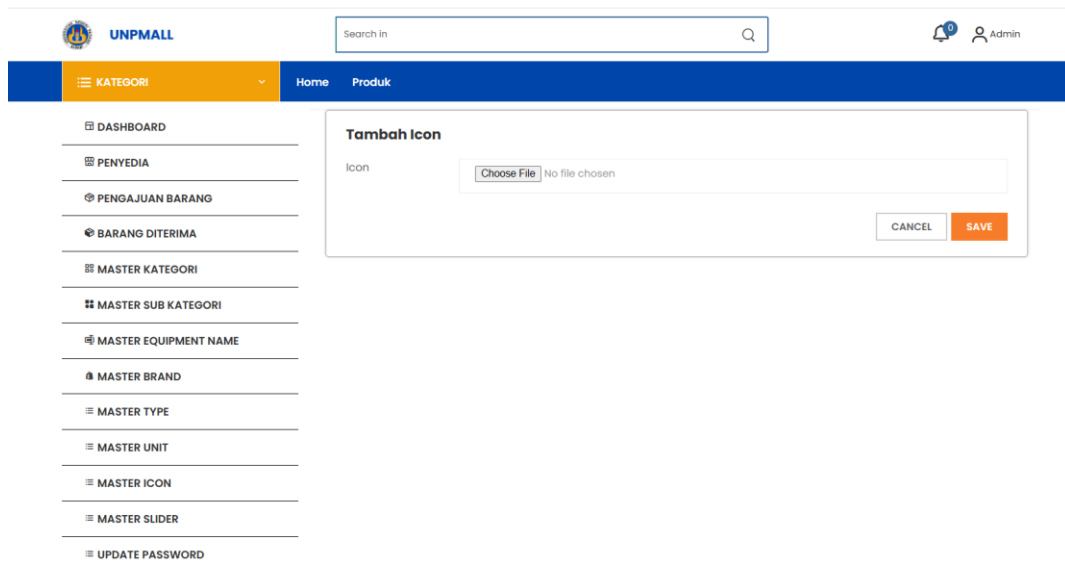 UNPMALL
Search in
0
Admin
KATEGORI
Home
Produk
DASHBOARD
PENYEDIA
PENGAJUAN BARANG
BARANG DITERIMA
MASTER KATEGORI
MASTER SUB KATEGORI
MASTER EQUIPMENT NAME
MASTER BRAND
MASTER TYPE
MASTER UNIT
MASTER ICON
MASTER SLIDER
UPDATE PASSWORD
Tambah Icon
Icon
Choose File No file chosen
CANCEL
SAVE